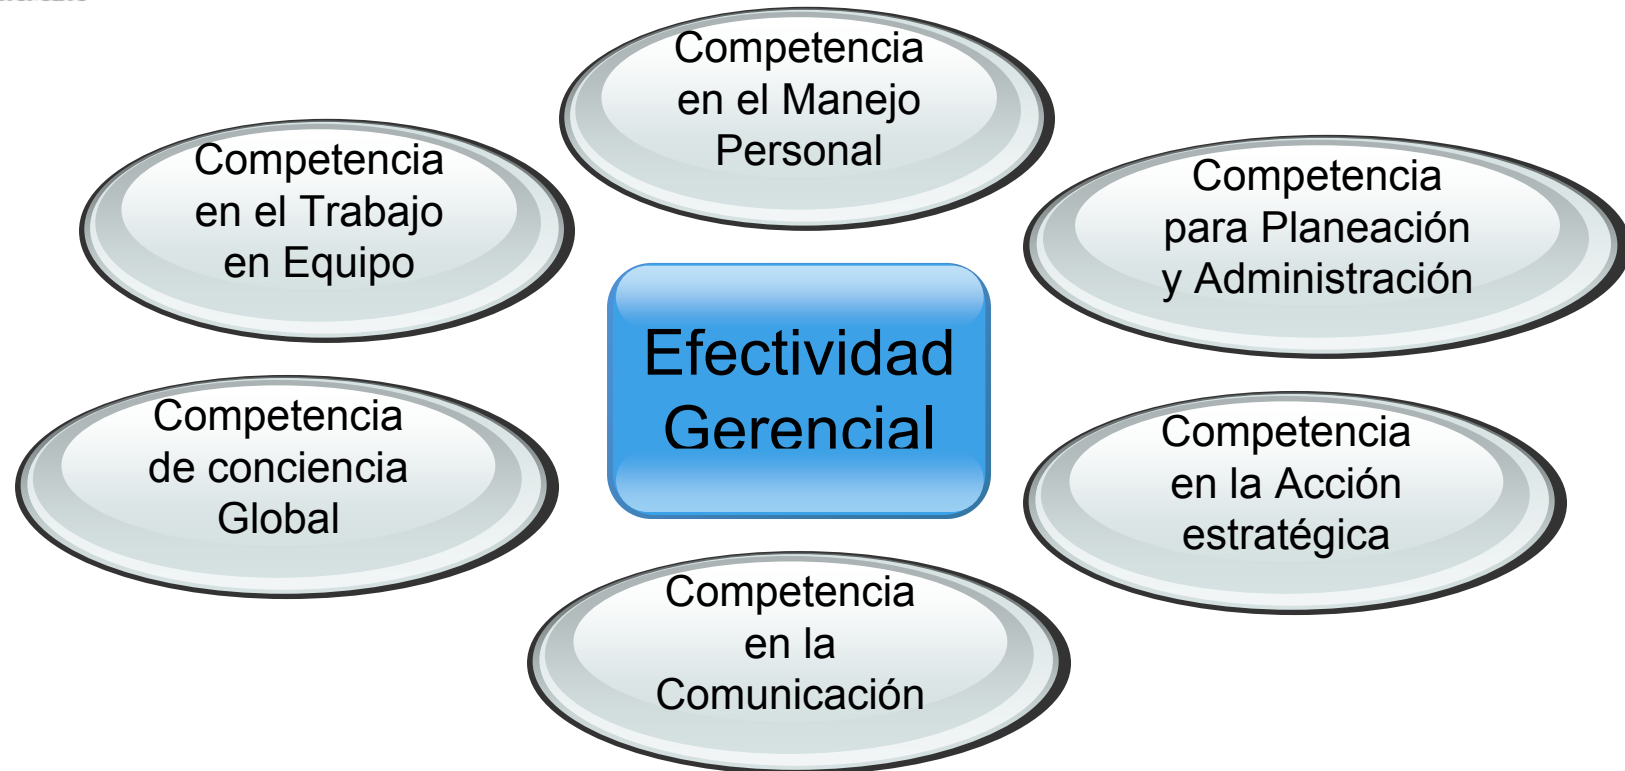 Competencia
en el Manejo
Personal
Competencia
en el Trabajo
en Equipo
Competencia
para Planeación
y Administración
Efectividad
Gerencial
Competencia
de conciencia
Global
Competencia
en la Acción
estratégica
Competencia
en la
Comunicación